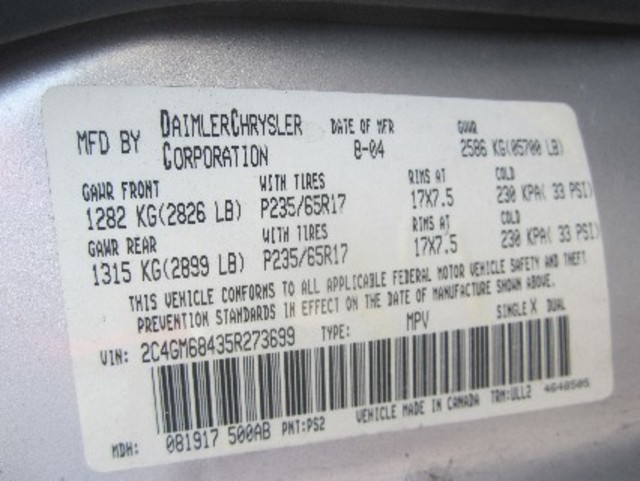 MFD BY DAIMLERCHRYSLER CORPORATION DATE OF MFR 8-04 GVWR 2586 KG(05700 LB)
GAWR FRONT WITH TIRES RIMS AT COLD
1282 KG(2826 LB) P235/65R17 17X7.5 230 KPA( 33 PSI)
GAWR REAR WITH TIRES RIMS AT COLD
1315 KG(2899 LB) P235/65R17 17X7.5 230 KPA( 33 PSI)
THIS VEHICLE CONFORMS TO ALL APPLICABLE FEDERAL MOTOR VEHICLE SAFETY AND THEFT
PREVENTION STANDARDS IN EFFECT ON THE DATE OF MANUFACTURE SHOWN ABOVE.
VIN: 2C4GM68435R273699 TYPE: MPV SINGLE X DUAL
MDH: 081917 500AB PNT:PS2 VEHICLE MADE IN CANADA TRM:ULL2 4648505